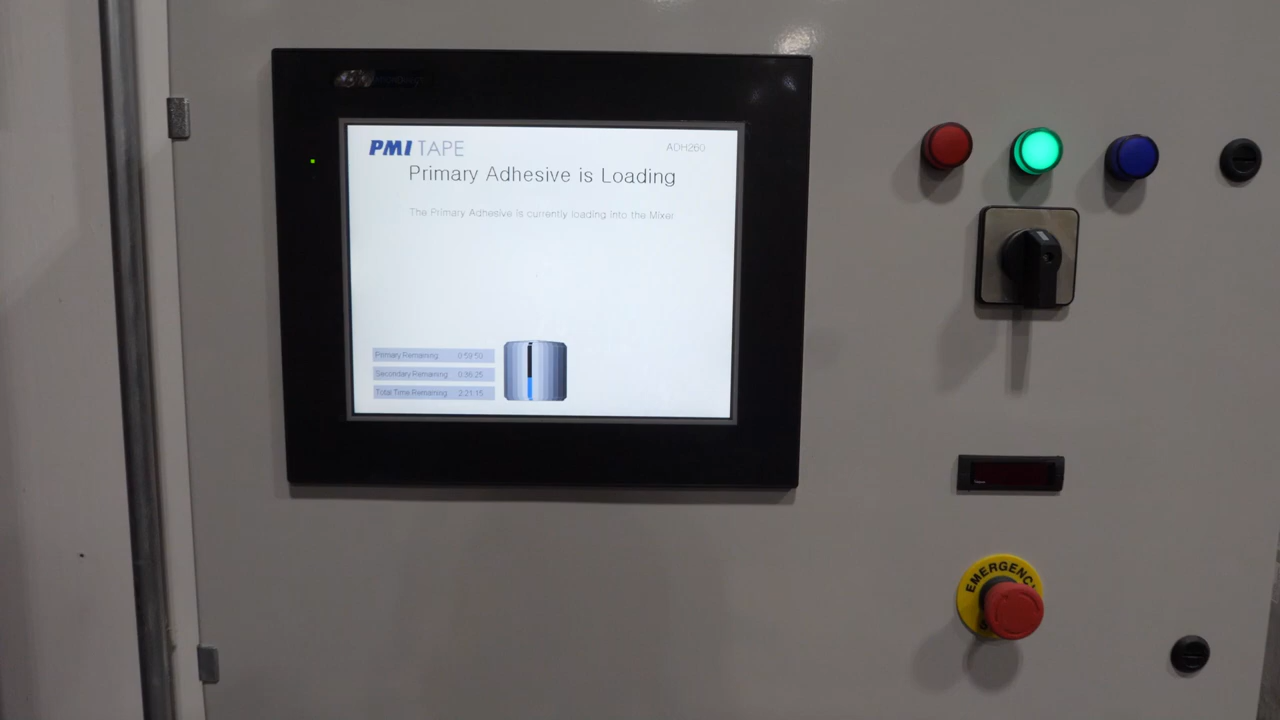 PMI TAPE
ADH260
Primary Adhesive is Loading
The Primary Adhesive is currently loading into the Mixer
Primary Remaining 0:59:50
Secondary Remaining 0:36:25
Total Time Remaining 2:21:15
EMERGENCY